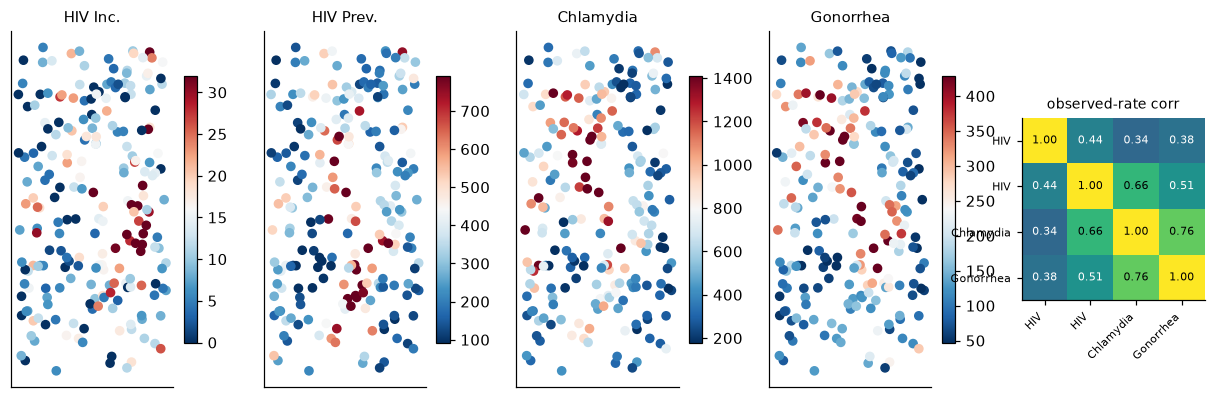 HIV Inc.
HIV Prev.
Chlamydia
Gonorrhea
30
25
20
15
10
5
0
700
600
500
400
300
200
100
1400
1200
1000
800
600
400
200
400
350
300
250
200
150
100
50
observed-rate corr
HIV 1.00 0.44 0.34 0.38
HIV 0.44 1.00 0.66 0.51
Chlamydia 0.34 0.66 1.00 0.76
Gonorrhea 0.38 0.51 0.76 1.00
HIV HIV Chlamydia Gonorrhea